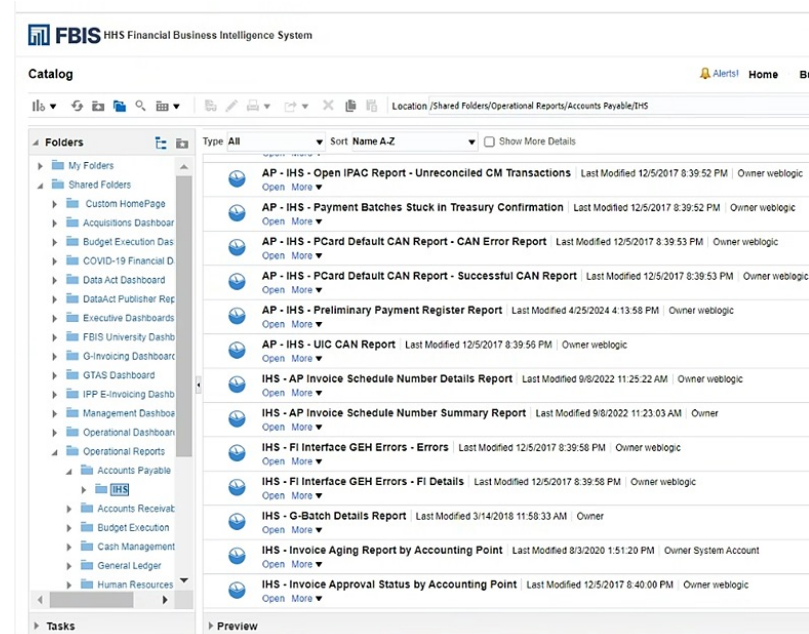 FBIS HHS Financial Business Intelligence System
Catalog
Alerts! Home
Location /Shared Folders/Operational Reports/Accounts Payable/IHS
Folders
My Folders
Shared Folders
Custom HomePage
Acquisitions Dashboar
Budget Execution Das
COVID-19 Financial D
Data Act Dashboard
DataAct Publisher Rep
Executive Dashboards
FBIS University Dashb
G-Invoicing Dashboard
GTAS Dashboard
IPP E-Invoicing Dashb
Management Dashboa
Operational Dashboar
Operational Reports
Accounts Payable
IHS
Accounts Receivab
Budget Execution
Cash Management
General Ledger
Human Resources
Tasks
Type All Sort Name A-Z Show More Details
Open More
AP - IHS - Open IPAC Report - Unreconciled CM Transactions Last Modified 12/5/2017 8:39:52 PM Owner weblogic
Open More
AP - IHS - Payment Batches Stuck in Treasury Confirmation Last Modified 12/5/2017 8:39:52 PM Owner weblogic
Open More
AP - IHS - PCard Default CAN Report - CAN Error Report Last Modified 12/5/2017 8:39:53 PM Owner weblogic
Open More
AP - IHS - PCard Default CAN Report - Successful CAN Report Last Modified 12/5/2017 8:39:53 PM Owner weblogic
Open More
AP - IHS - Preliminary Payment Register Report Last Modified 4/25/2024 4:13:58 PM Owner weblogic
Open More
AP - IHS - UIC CAN Report Last Modified 12/5/2017 8:39:56 PM Owner weblogic
Open More
IHS - AP Invoice Schedule Number Details Report Last Modified 9/8/2022 11:25:22 AM Owner weblogic
Open More
IHS - AP Invoice Schedule Number Summary Report Last Modified 9/8/2022 11:23:03 AM Owner
Open More
IHS - FI Interface GEH Errors - Errors Last Modified 12/5/2017 8:39:58 PM Owner weblogic
Open More
IHS - FI Interface GEH Errors - FI Details Last Modified 12/5/2017 8:39:58 PM Owner weblogic
Open More
IHS - G-Batch Details Report Last Modified 3/14/2018 11:58:33 AM Owner
Open More
IHS - Invoice Aging Report by Accounting Point Last Modified 8/3/2020 1:51:20 PM Owner System Account
Open More
IHS - Invoice Approval Status by Accounting Point Last Modified 12/5/2017 8:40:00 PM Owner weblogic
Open More
Preview